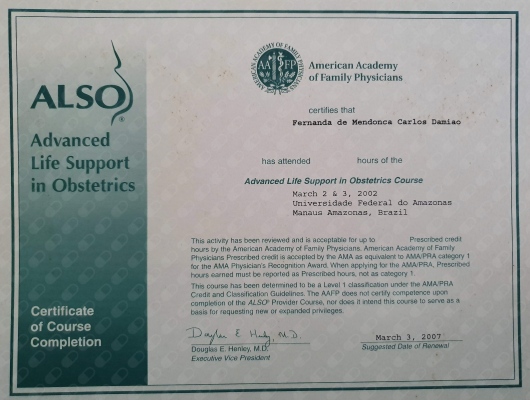 ALSO®
Advanced
Life Support
in Obstetrics
Certificate
of Course
Completion
AMERICAN ACADEMY OF FAMILY PHYSICIANS
AAFP
American Academy
of Family Physicians
certifies that
Fernanda de Mendonca Carlos Damiao
has attended hours of the
Advanced Life Support in Obstetrics Course
March 2 & 3, 2002
Universidade Federal do Amazonas
Manaus Amazonas, Brazil
This activity has been reviewed and is acceptable for up to Prescribed credit
hours by the American Academy of Family Physicians. American Academy of Family
Physicians Prescribed credit is accepted by the AMA as equivalent to AMA/PRA category 1
for the AMA Physician's Recognition Award. When applying for the AMA/PRA, Prescribed
hours earned must be reported as Prescribed hours, not as category 1.
This course has been determined to be a Level 1 classification under the AMA/PRA
Credit and Classification Guidelines. The AAFP does not certify competence upon
completion of the ALSO® Provider Course, nor does it intend this course to serve as a
basis for requesting new or expanded privileges.
Douglas E. Henley, M.D.
Douglas E. Henley, M.D.
Executive Vice President
March 3, 2007
Suggested Date of Renewal